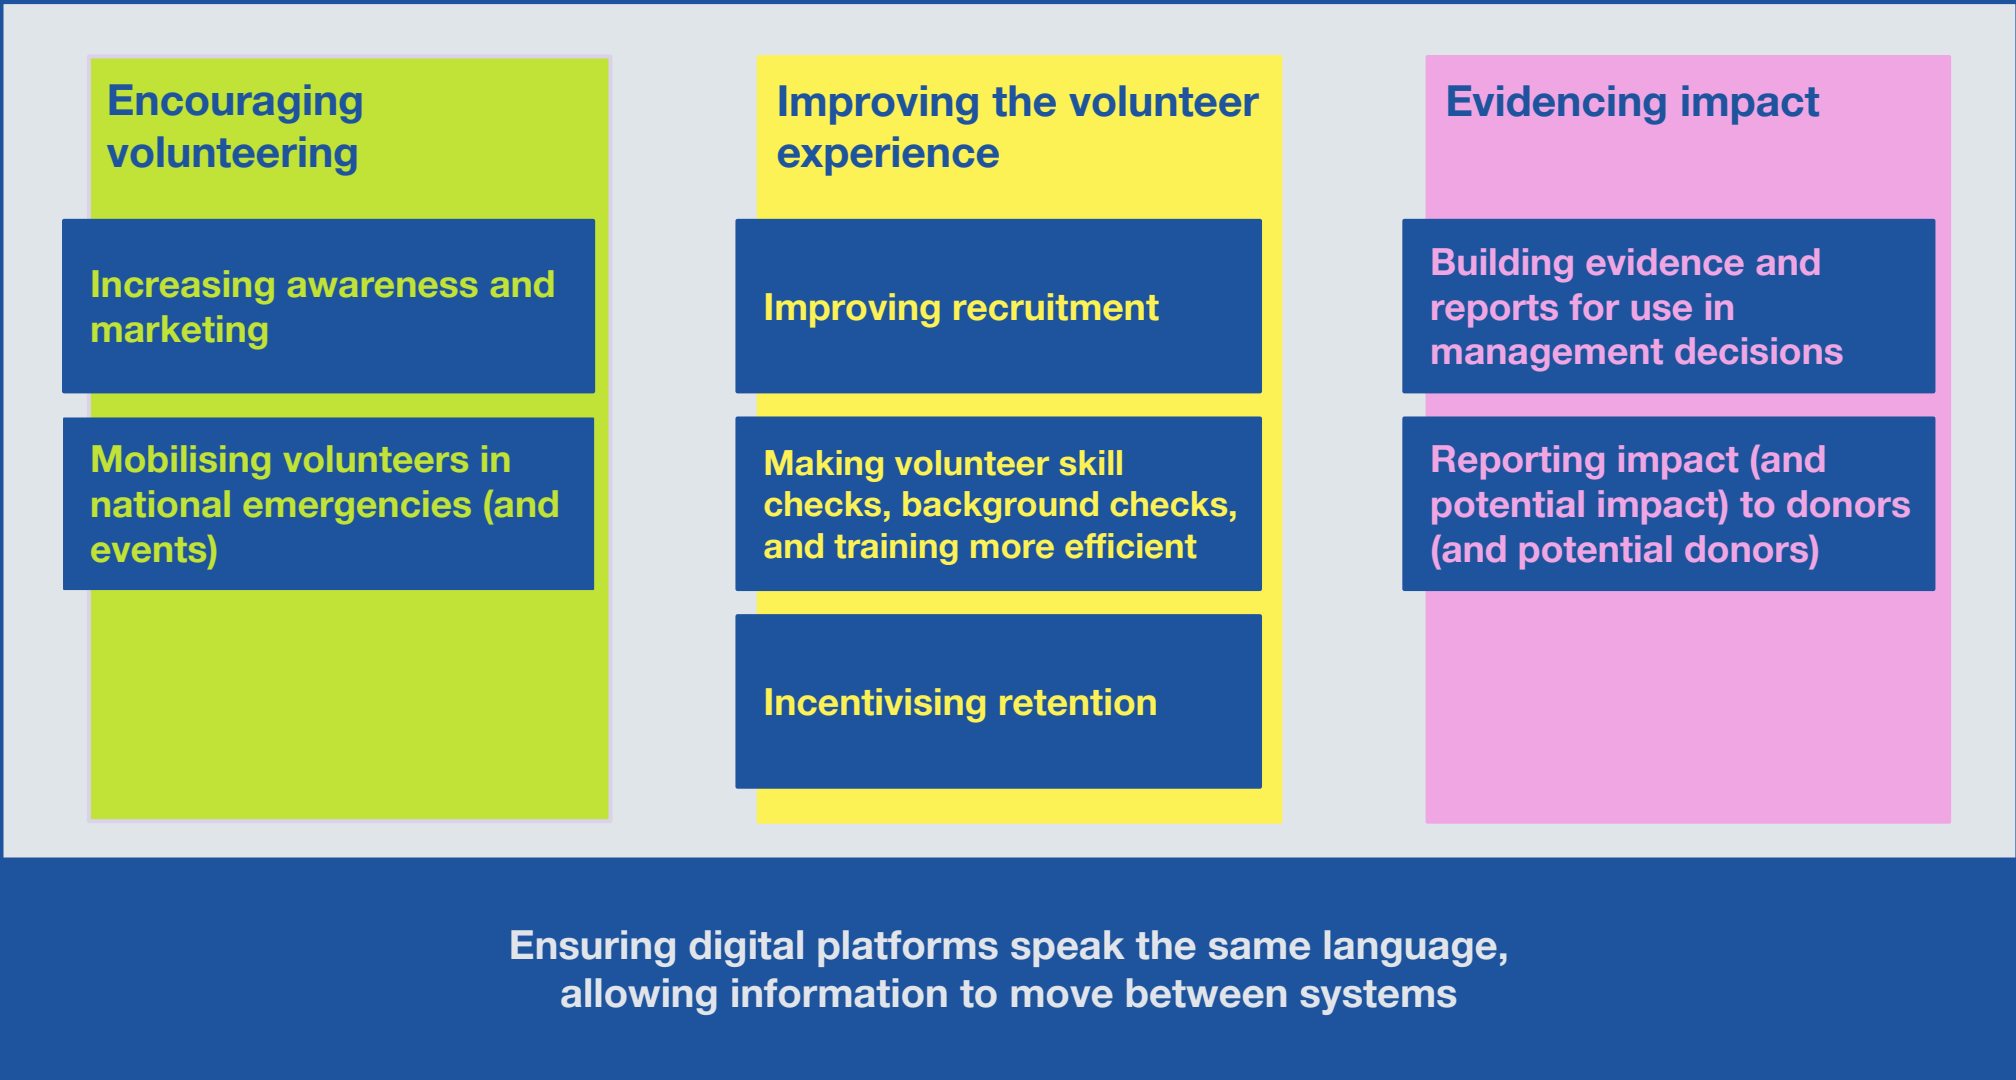 Encouraging
volunteering
Increasing awareness and
marketing
Mobilising volunteers in
national emergencies (and
events)
Improving the volunteer
experience
Improving recruitment
Making volunteer skill
checks, background checks,
and training more efficient
Incentivising retention
Evidencing impact
Building evidence and
reports for use in
management decisions
Reporting impact (and
potential impact) to donors
(and potential donors)
Ensuring digital platforms speak the same language,
allowing information to move between systems